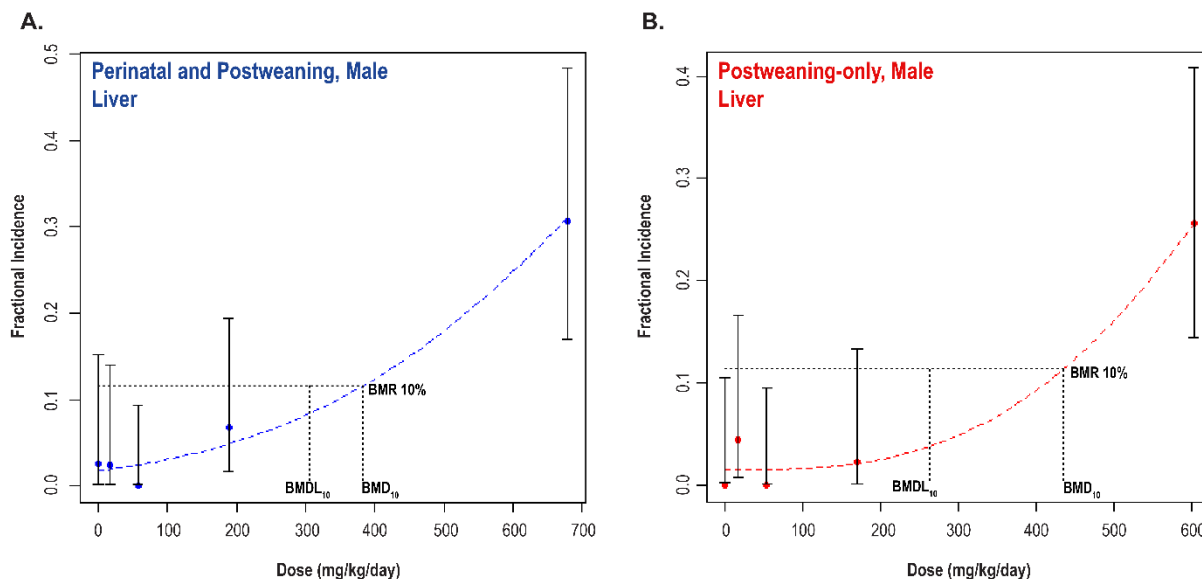 A.
Perinatal and Postweaning, Male
Liver
Fractional Incidence
0.5
0.4
0.3
0.2
0.1
0.0
BMR 10%
BMDL10
BMD10
0
100
200
300
400
500
600
700
Dose (mg/kg/day)
B.
Postweaning-only, Male
Liver
Fractional Incidence
0.4
0.3
0.2
0.1
0.0
BMR 10%
BMDL10
BMD10
0
100
200
300
400
500
600
Dose (mg/kg/day)